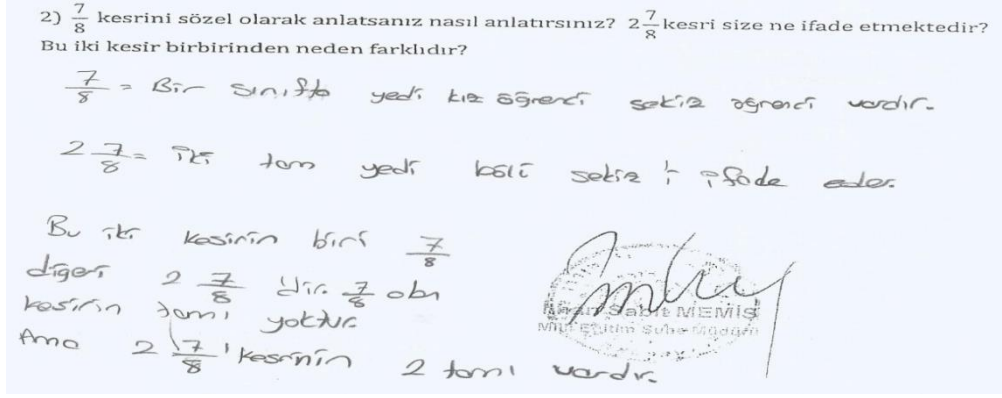 2) 7/8 kesrini sözel olarak anlatsanız nasıl anlatırsınız? 2 7/8 kesri size ne ifade etmektedir?
Bu iki kesir birbirinden neden farklıdır?
7/8 = Bir sınıfta yedi kız öğrenci sekiz öğrenci vardır.
2 7/8 = iki tam yedi bölü sekiz i ifade eder.
Bu iki kesirin biri 7/8
diğeri 2 7/8 dir. 7/8 olan
kesirin tamı yoktur.
Ama 2 7/8 kesrinin 2 tamı vardır.
Sabit MEMİŞ
Milli Eğitim Şube Müdürü